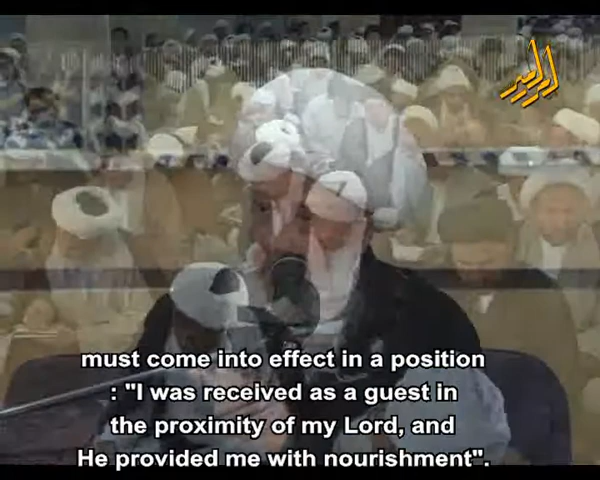 must come into effect in a position
: "I was received as a guest in
the proximity of my Lord, and
He provided me with nourishment".